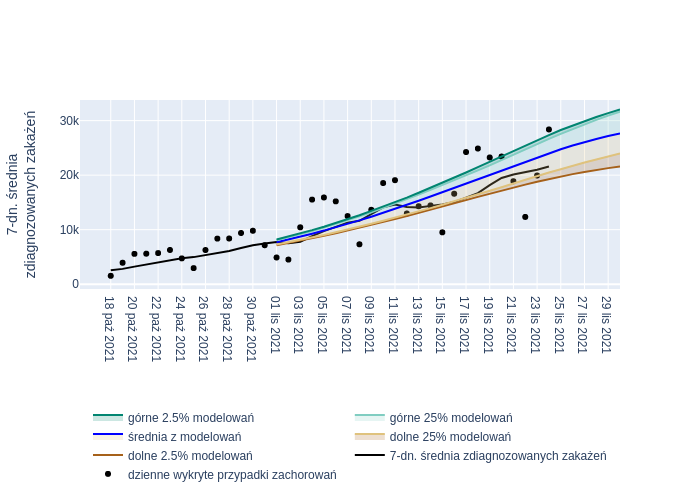 7-dn. średnia
zdiagnozowanych zakażeń
30k
20k
10k
0
18 paź 2021
20 paź 2021
22 paź 2021
24 paź 2021
26 paź 2021
28 paź 2021
30 paź 2021
01 lis 2021
03 lis 2021
05 lis 2021
07 lis 2021
09 lis 2021
11 lis 2021
13 lis 2021
15 lis 2021
17 lis 2021
19 lis 2021
21 lis 2021
23 lis 2021
25 lis 2021
27 lis 2021
29 lis 2021
górne 2.5% modelowań
górne 25% modelowań
średnia z modelowań
dolne 25% modelowań
dolne 2.5% modelowań
7-dn. średnia zdiagnozowanych zakażeń
dzienne wykryte przypadki zachorowań